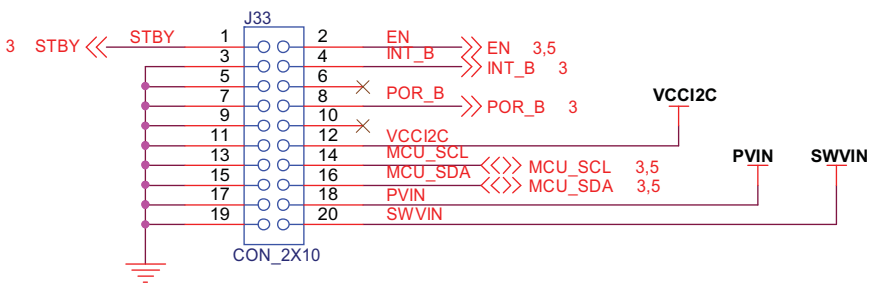 J33
3 STBY STBY 1 2 EN EN 3,5
3 4 INT_B INT_B 3
5 6
7 8 POR_B POR_B 3
9 10
11 12 VCCI2C VCCI2C
13 14 MCU_SCL MCU_SCL 3,5
15 16 MCU_SDA MCU_SDA 3,5
17 18 PVIN PVIN
19 20 SWVIN SWVIN
CON_2X10